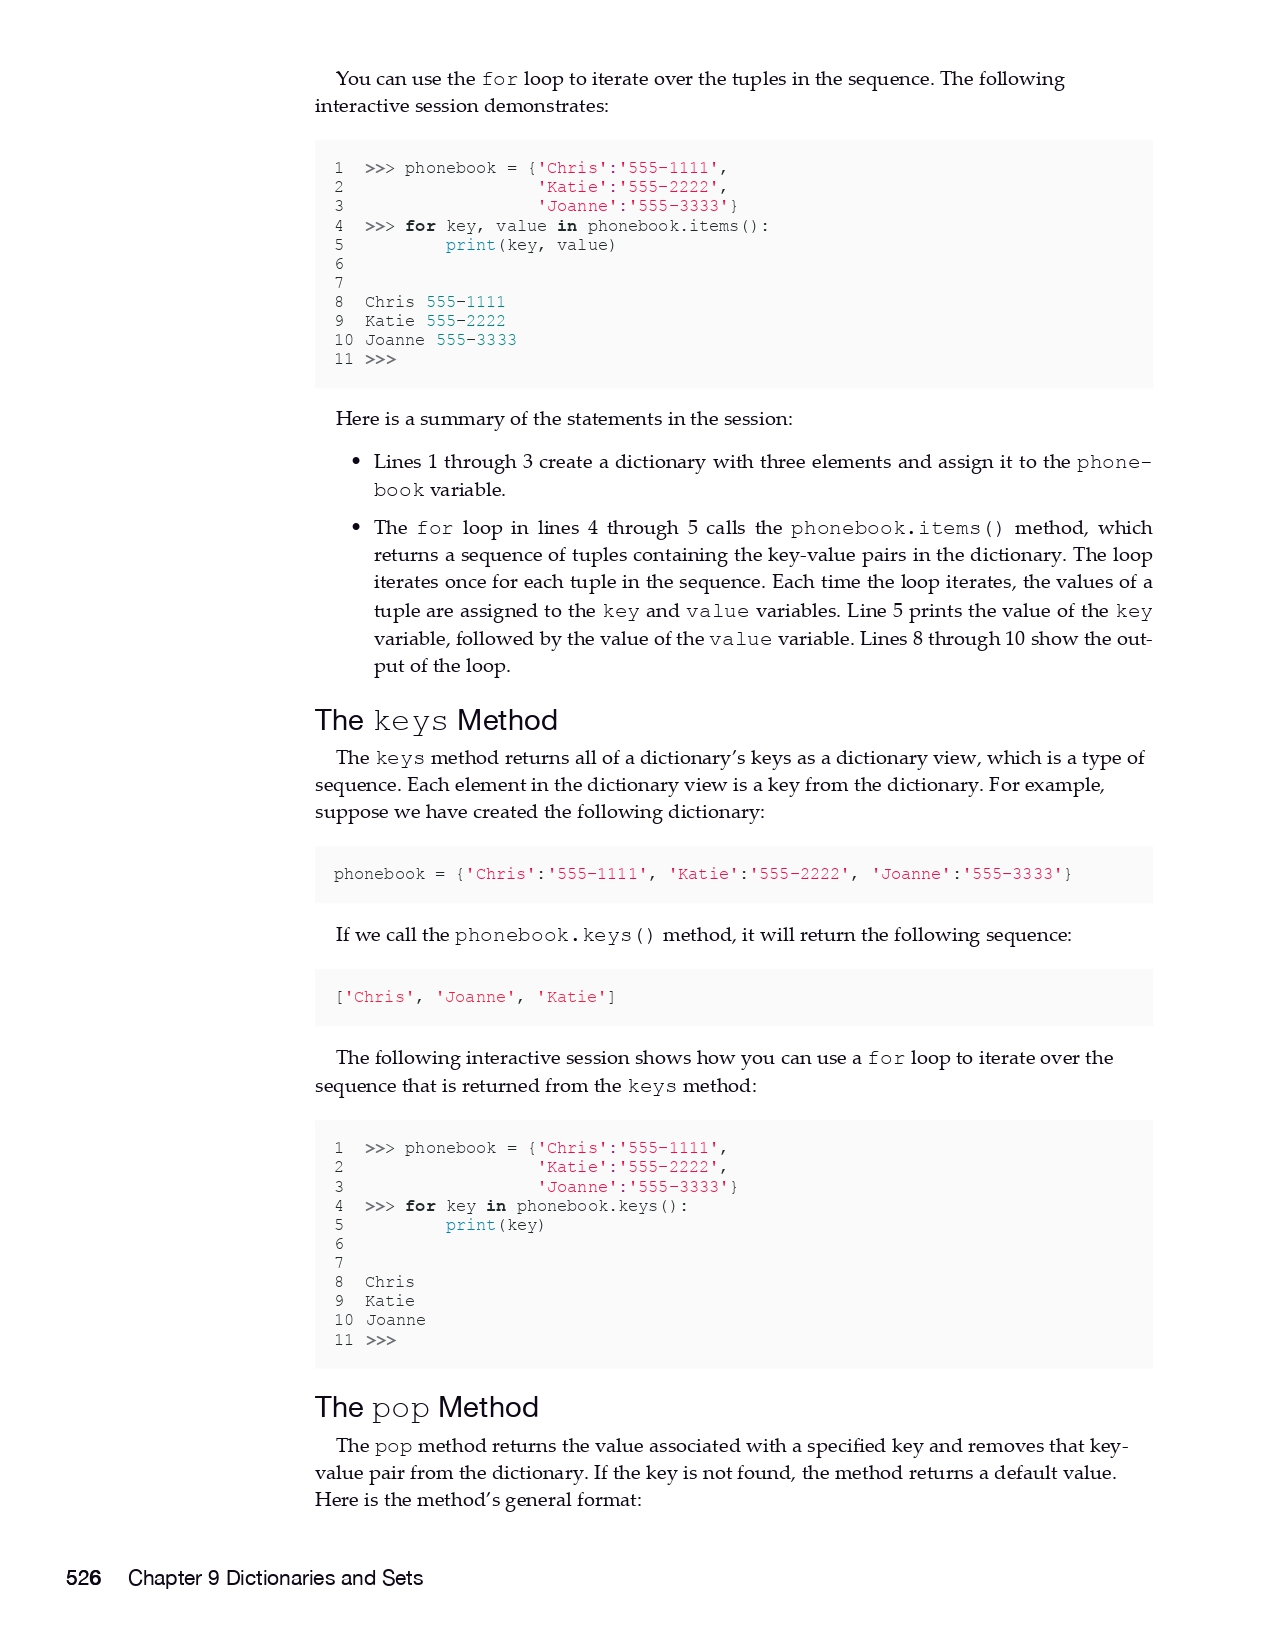 You can use the for loop to iterate over the tuples in the sequence. The following
interactive session demonstrates:
1  >>> phonebook = {'Chris':'555−1111',
2                   'Katie':'555−2222',
3                   'Joanne':'555−3333'}
4  >>> for key, value in phonebook.items():
5          print(key, value)
6
7
8  Chris 555−1111
9  Katie 555−2222
10 Joanne 555−3333
11 >>>
Here is a summary of the statements in the session:
• Lines 1 through 3 create a dictionary with three elements and assign it to the phone-
book variable.
• The for loop in lines 4 through 5 calls the phonebook.items() method, which
returns a sequence of tuples containing the key-value pairs in the dictionary. The loop
iterates once for each tuple in the sequence. Each time the loop iterates, the values of a
tuple are assigned to the key and value variables. Line 5 prints the value of the key
variable, followed by the value of the value variable. Lines 8 through 10 show the out-
put of the loop.
The keys Method
The keys method returns all of a dictionary's keys as a dictionary view, which is a type of
sequence. Each element in the dictionary view is a key from the dictionary. For example,
suppose we have created the following dictionary:
phonebook = {'Chris':'555−1111', 'Katie':'555−2222', 'Joanne':'555−3333'}
If we call the phonebook.keys() method, it will return the following sequence:
['Chris', 'Joanne', 'Katie']
The following interactive session shows how you can use a for loop to iterate over the
sequence that is returned from the keys method:
1  >>> phonebook = {'Chris':'555−1111',
2                   'Katie':'555−2222',
3                   'Joanne':'555−3333'}
4  >>> for key in phonebook.keys():
5          print(key)
6
7
8  Chris
9  Katie
10 Joanne
11 >>>
The pop Method
The pop method returns the value associated with a specified key and removes that key-
value pair from the dictionary. If the key is not found, the method returns a default value.
Here is the method's general format:
526 Chapter 9 Dictionaries and Sets